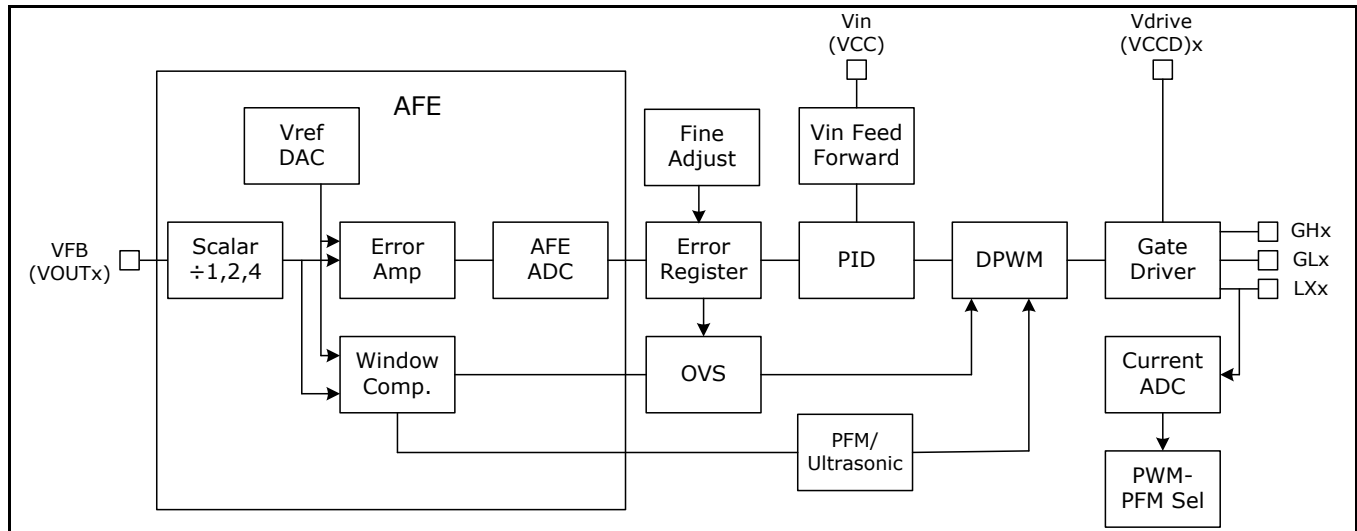 Vin
(VCC)
Vdrive
(VCCD)x
AFE
Vref
DAC
Fine
Adjust
Vin Feed
Forward
VFB
(VOUTx)
Scalar
÷1,2,4
Error
Amp
AFE
ADC
Error
Register
PID
DPWM
Gate
Driver
GHx
GLx
LXx
Window
Comp.
OVS
Current
ADC
PFM/
Ultrasonic
PWM-
PFM Sel